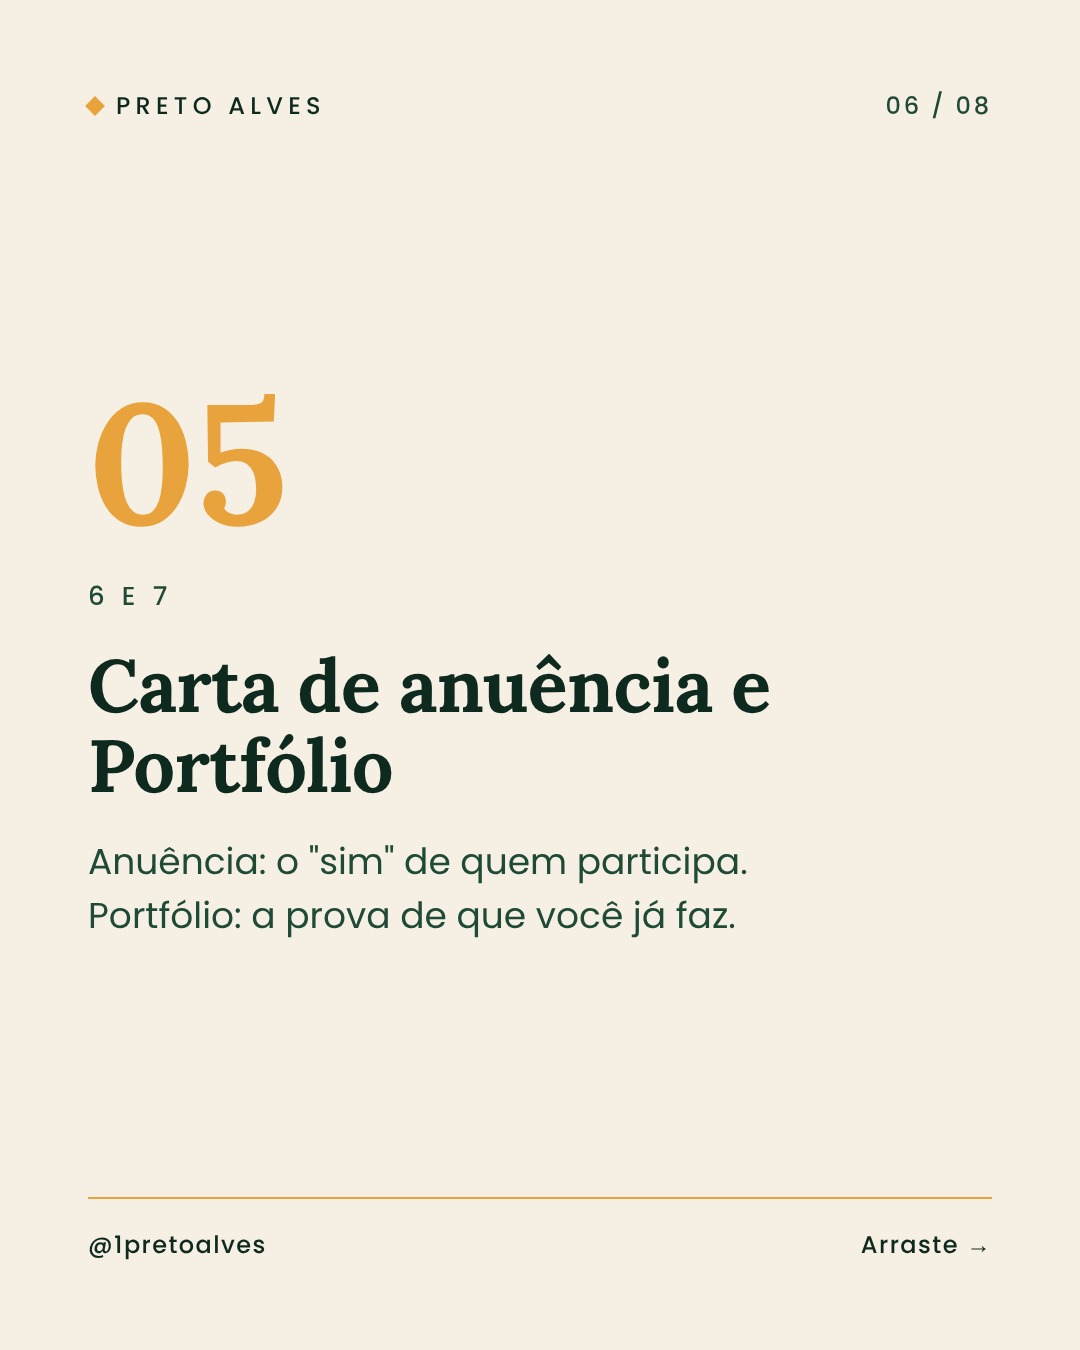 PRETO ALVES
06 / 08
05
6 E 7
Carta de anuência e
Portfólio
Anuência: o "sim" de quem participa.
Portfólio: a prova de que você já faz.
@1pretoalves
Arraste →